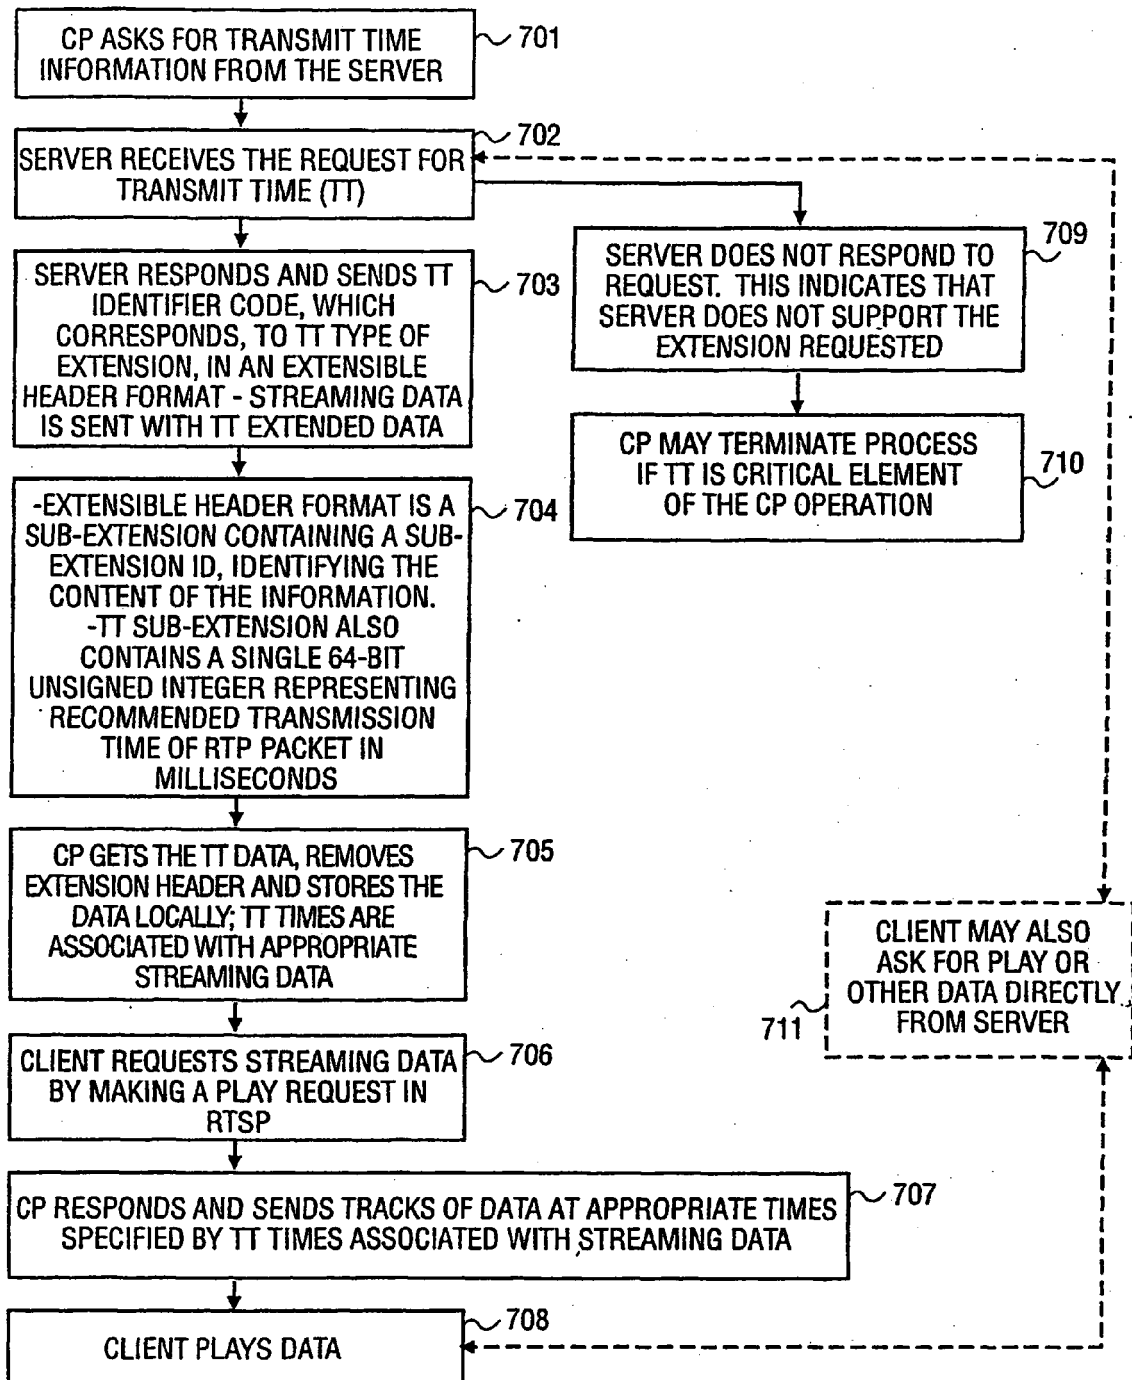 CP ASKS FOR TRANSMIT TIME
INFORMATION FROM THE SERVER
701
SERVER RECEIVES THE REQUEST FOR
TRANSMIT TIME (TT)
702
SERVER RESPONDS AND SENDS TT
IDENTIFIER CODE, WHICH
CORRESPONDS, TO TT TYPE OF
EXTENSION, IN AN EXTENSIBLE
HEADER FORMAT - STREAMING DATA
IS SENT WITH TT EXTENDED DATA
703
SERVER DOES NOT RESPOND TO
REQUEST. THIS INDICATES THAT
SERVER DOES NOT SUPPORT THE
EXTENSION REQUESTED
709
CP MAY TERMINATE PROCESS
IF TT IS CRITICAL ELEMENT
OF THE CP OPERATION
710
-EXTENSIBLE HEADER FORMAT IS A
SUB-EXTENSION CONTAINING A SUB-
EXTENSION ID, IDENTIFYING THE
CONTENT OF THE INFORMATION.
-TT SUB-EXTENSION ALSO
CONTAINS A SINGLE 64-BIT
UNSIGNED INTEGER REPRESENTING
RECOMMENDED TRANSMISSION
TIME OF RTP PACKET IN
MILLISECONDS
704
CP GETS THE TT DATA, REMOVES
EXTENSION HEADER AND STORES THE
DATA LOCALLY; TT TIMES ARE
ASSOCIATED WITH APPROPRIATE
STREAMING DATA
705
CLIENT MAY ALSO
ASK FOR PLAY OR
OTHER DATA DIRECTLY
FROM SERVER
711
CLIENT REQUESTS STREAMING DATA
BY MAKING A PLAY REQUEST IN
RTSP
706
CP RESPONDS AND SENDS TRACKS OF DATA AT APPROPRIATE TIMES
SPECIFIED BY TT TIMES ASSOCIATED WITH STREAMING DATA
707
CLIENT PLAYS DATA
708